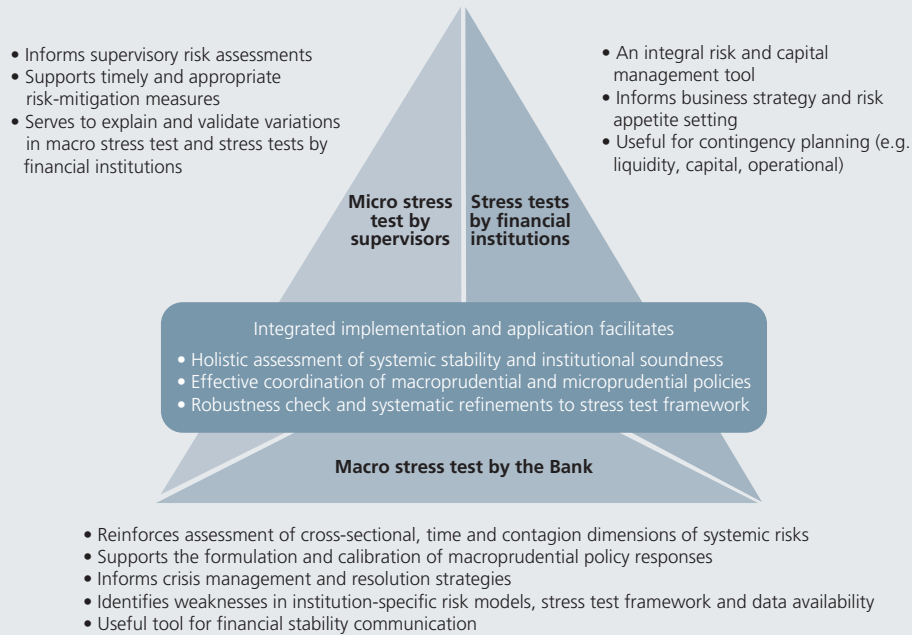 • Informs supervisory risk assessments
• Supports timely and appropriate
risk-mitigation measures
• Serves to explain and validate variations
in macro stress test and stress tests by
financial institutions
• An integral risk and capital
management tool
• Informs business strategy and risk
appetite setting
• Useful for contingency planning (e.g.
liquidity, capital, operational)
Micro stress
test by
supervisors
Stress tests
by financial
institutions
Integrated implementation and application facilitates
• Holistic assessment of systemic stability and institutional soundness
• Effective coordination of macroprudential and microprudential policies
• Robustness check and systematic refinements to stress test framework
Macro stress test by the Bank
• Reinforces assessment of cross-sectional, time and contagion dimensions of systemic risks
• Supports the formulation and calibration of macroprudential policy responses
• Informs crisis management and resolution strategies
• Identifies weaknesses in institution-specific risk models, stress test framework and data availability
• Useful tool for financial stability communication